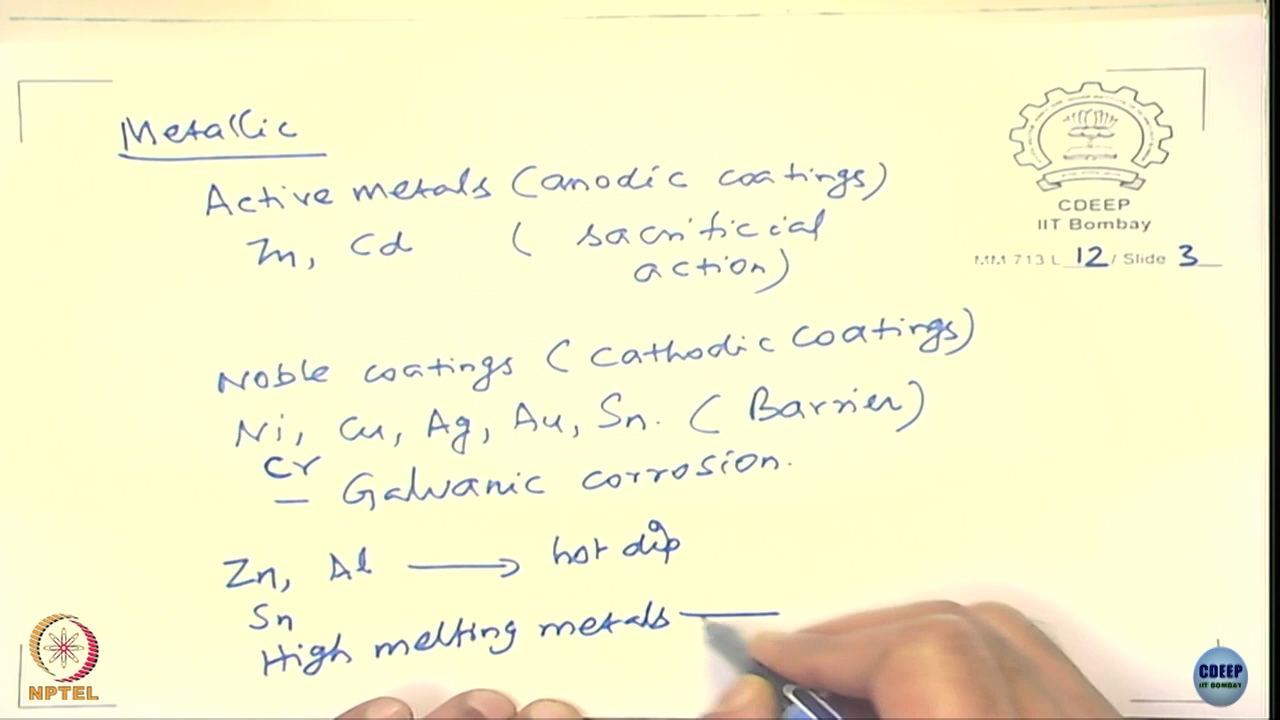 Metallic
Active metals (anodic coatings)
Zn, Cd ( sacrificial
action)
Noble coatings (cathodic coatings)
Ni, Cu, Ag, Au, Sn. (Barrier)
Cr
— Galvanic corrosion.
Zn, Al → hot dip
Sn
High melting metals —
CDEEP
IIT Bombay
MM 713 L 12 / Slide 3
NPTEL
CDEEP
IIT BOMBAY